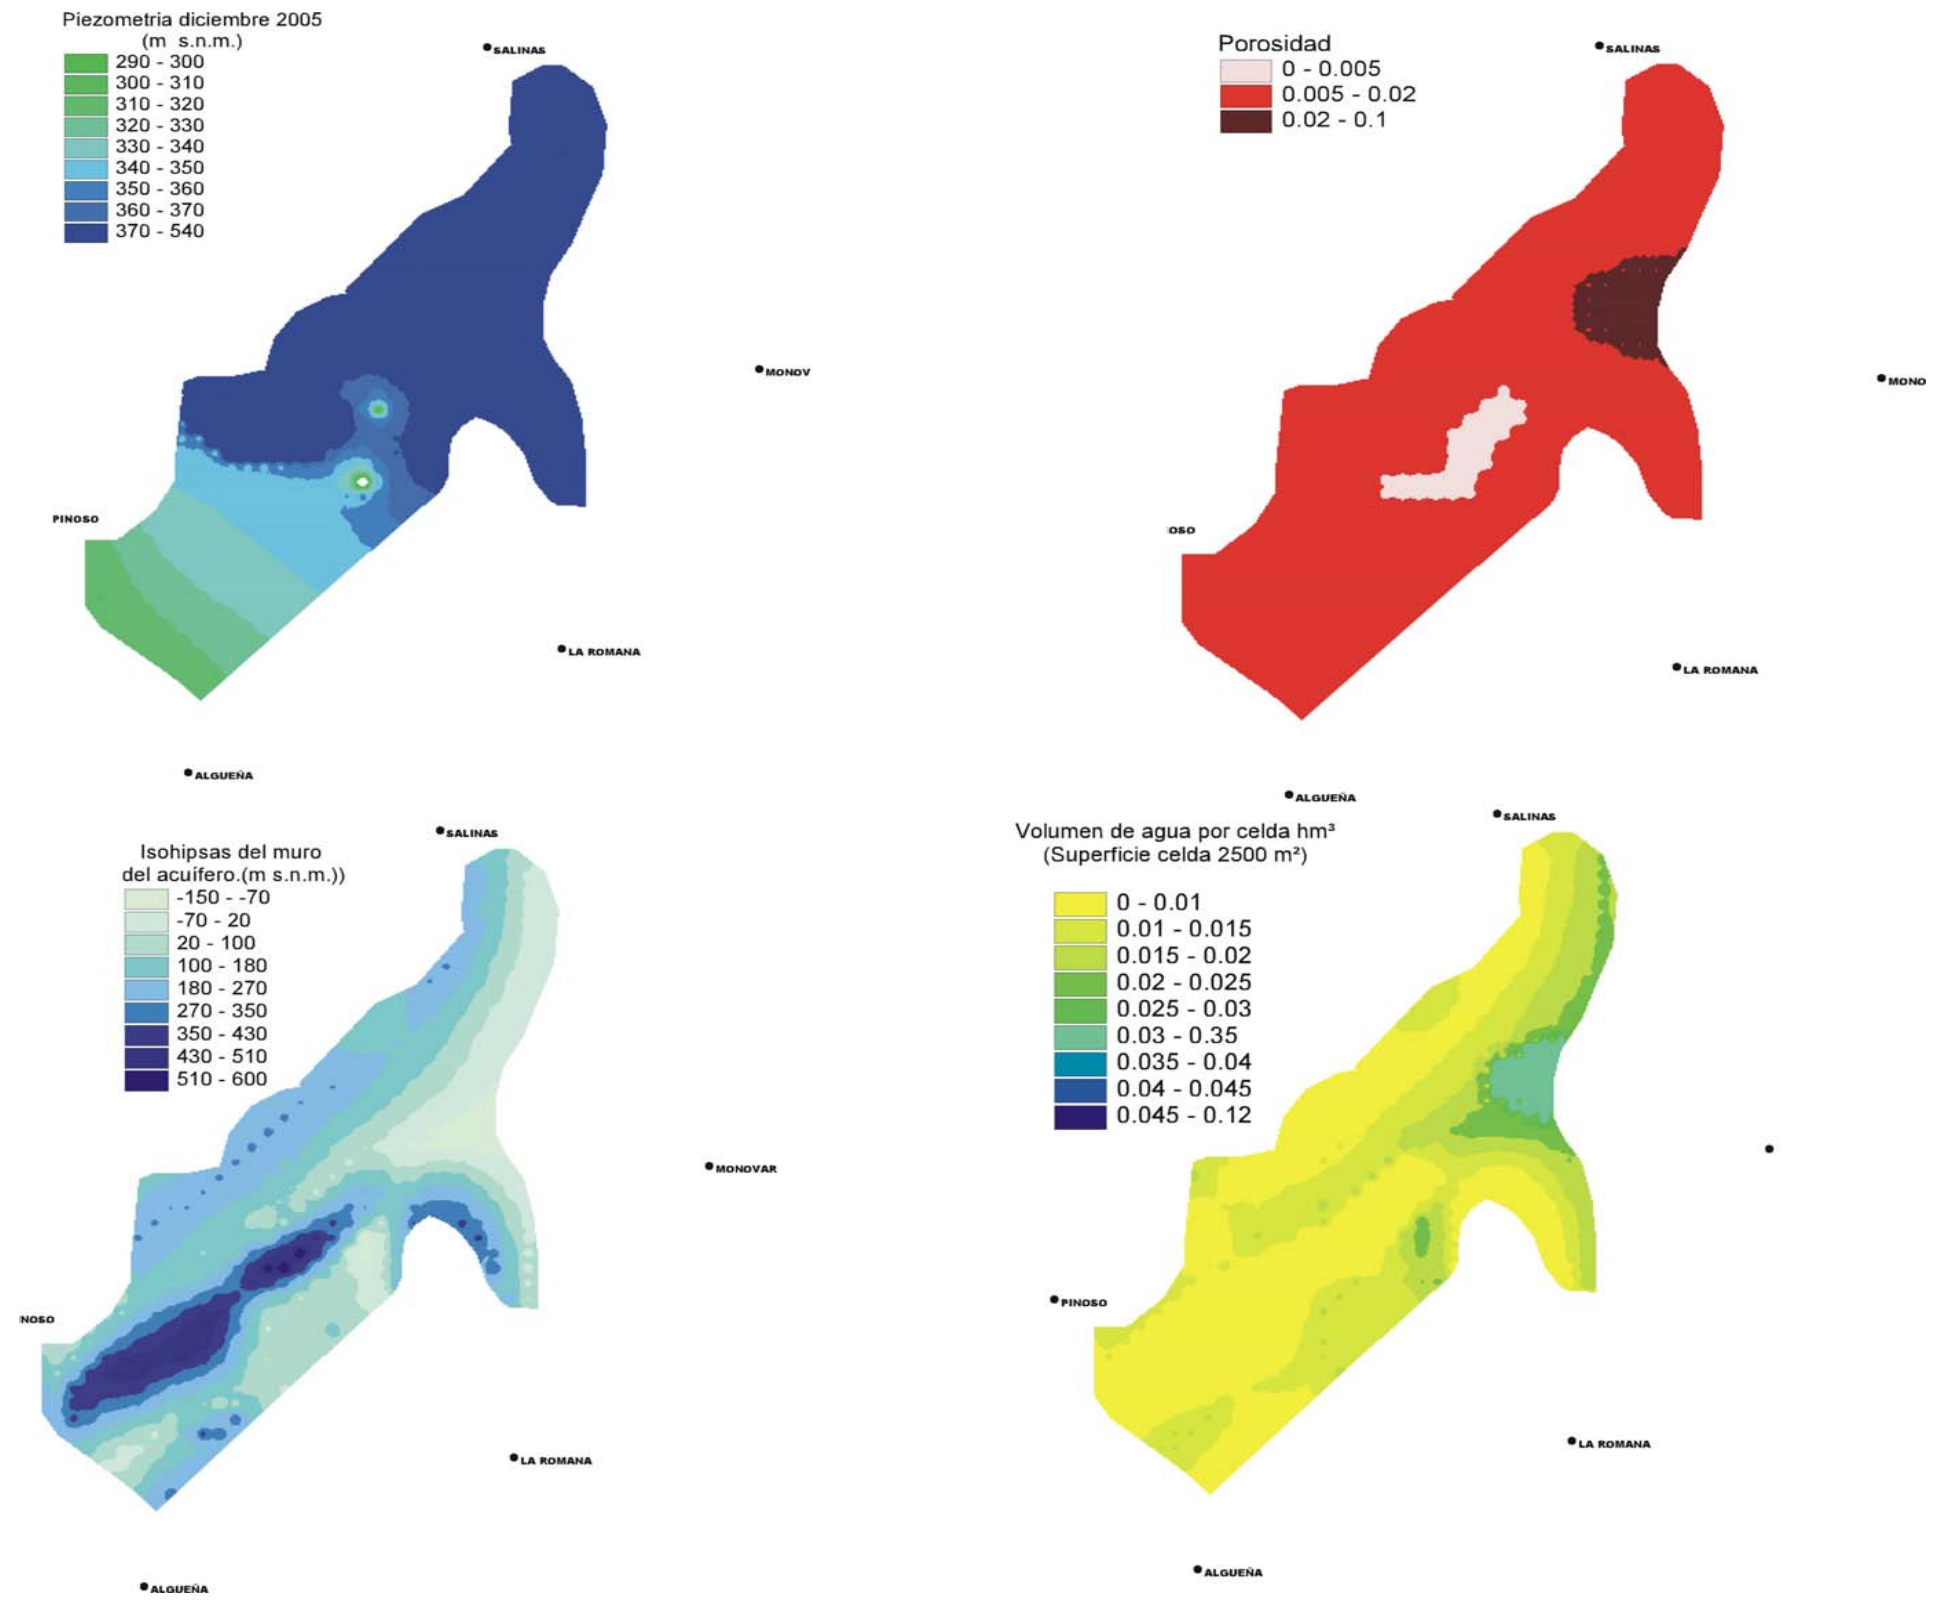 Piezometria diciembre 2005
(m s.n.m.)
290 - 300
300 - 310
310 - 320
320 - 330
330 - 340
340 - 350
350 - 360
360 - 370
370 - 540
SALINAS
MONOV
PINOSO
LA ROMANA
ALGUEÑA
Porosidad
0 - 0.005
0.005 - 0.02
0.02 - 0.1
SALINAS
MONO
OSO
LA ROMANA
ALGUEÑA
Isohipsas del muro
del acuífero.(m s.n.m.))
-150 - -70
-70 - 20
20 - 100
100 - 180
180 - 270
270 - 350
350 - 430
430 - 510
510 - 600
SALINAS
MONOVAR
NOSO
LA ROMANA
ALGUEÑA
Volumen de agua por celda hm³
(Superficie celda 2500 m²)
0 - 0.01
0.01 - 0.015
0.015 - 0.02
0.02 - 0.025
0.025 - 0.03
0.03 - 0.35
0.035 - 0.04
0.04 - 0.045
0.045 - 0.12
SALINAS
PINOSO
LA ROMANA
ALGUEÑA